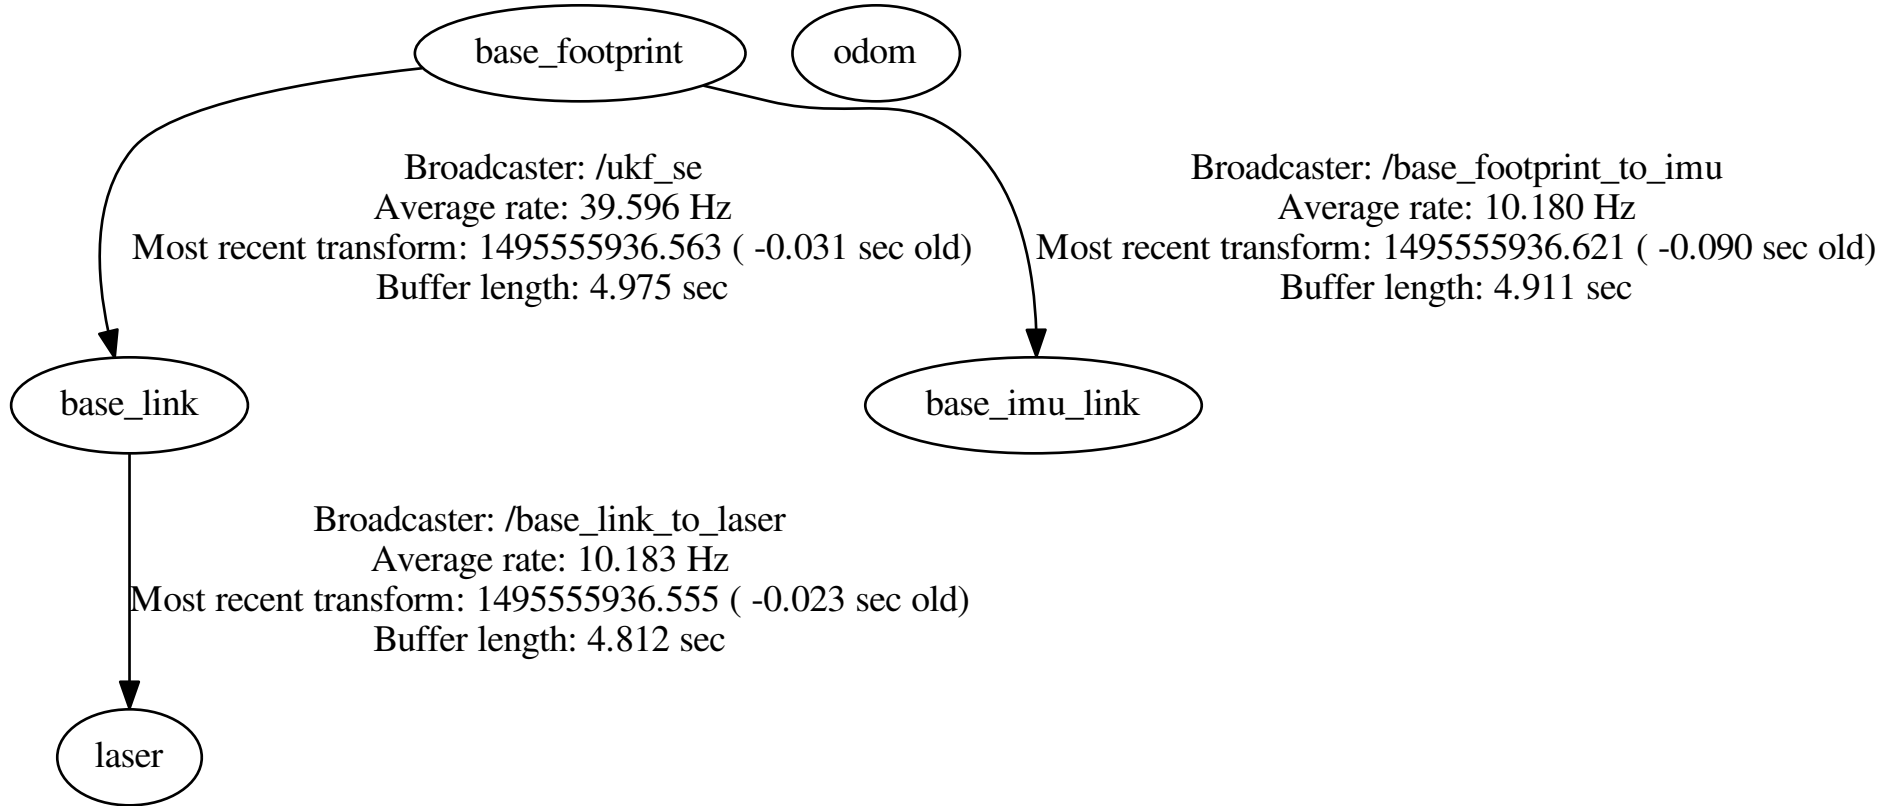 base_footprint
odom
Broadcaster: /ukf_se
Average rate: 39.596 Hz
Most recent transform: 1495555936.563 ( -0.031 sec old)
Buffer length: 4.975 sec
Broadcaster: /base_footprint_to_imu
Average rate: 10.180 Hz
Most recent transform: 1495555936.621 ( -0.090 sec old)
Buffer length: 4.911 sec
base_link
base_imu_link
Broadcaster: /base_link_to_laser
Average rate: 10.183 Hz
Most recent transform: 1495555936.555 ( -0.023 sec old)
Buffer length: 4.812 sec
laser